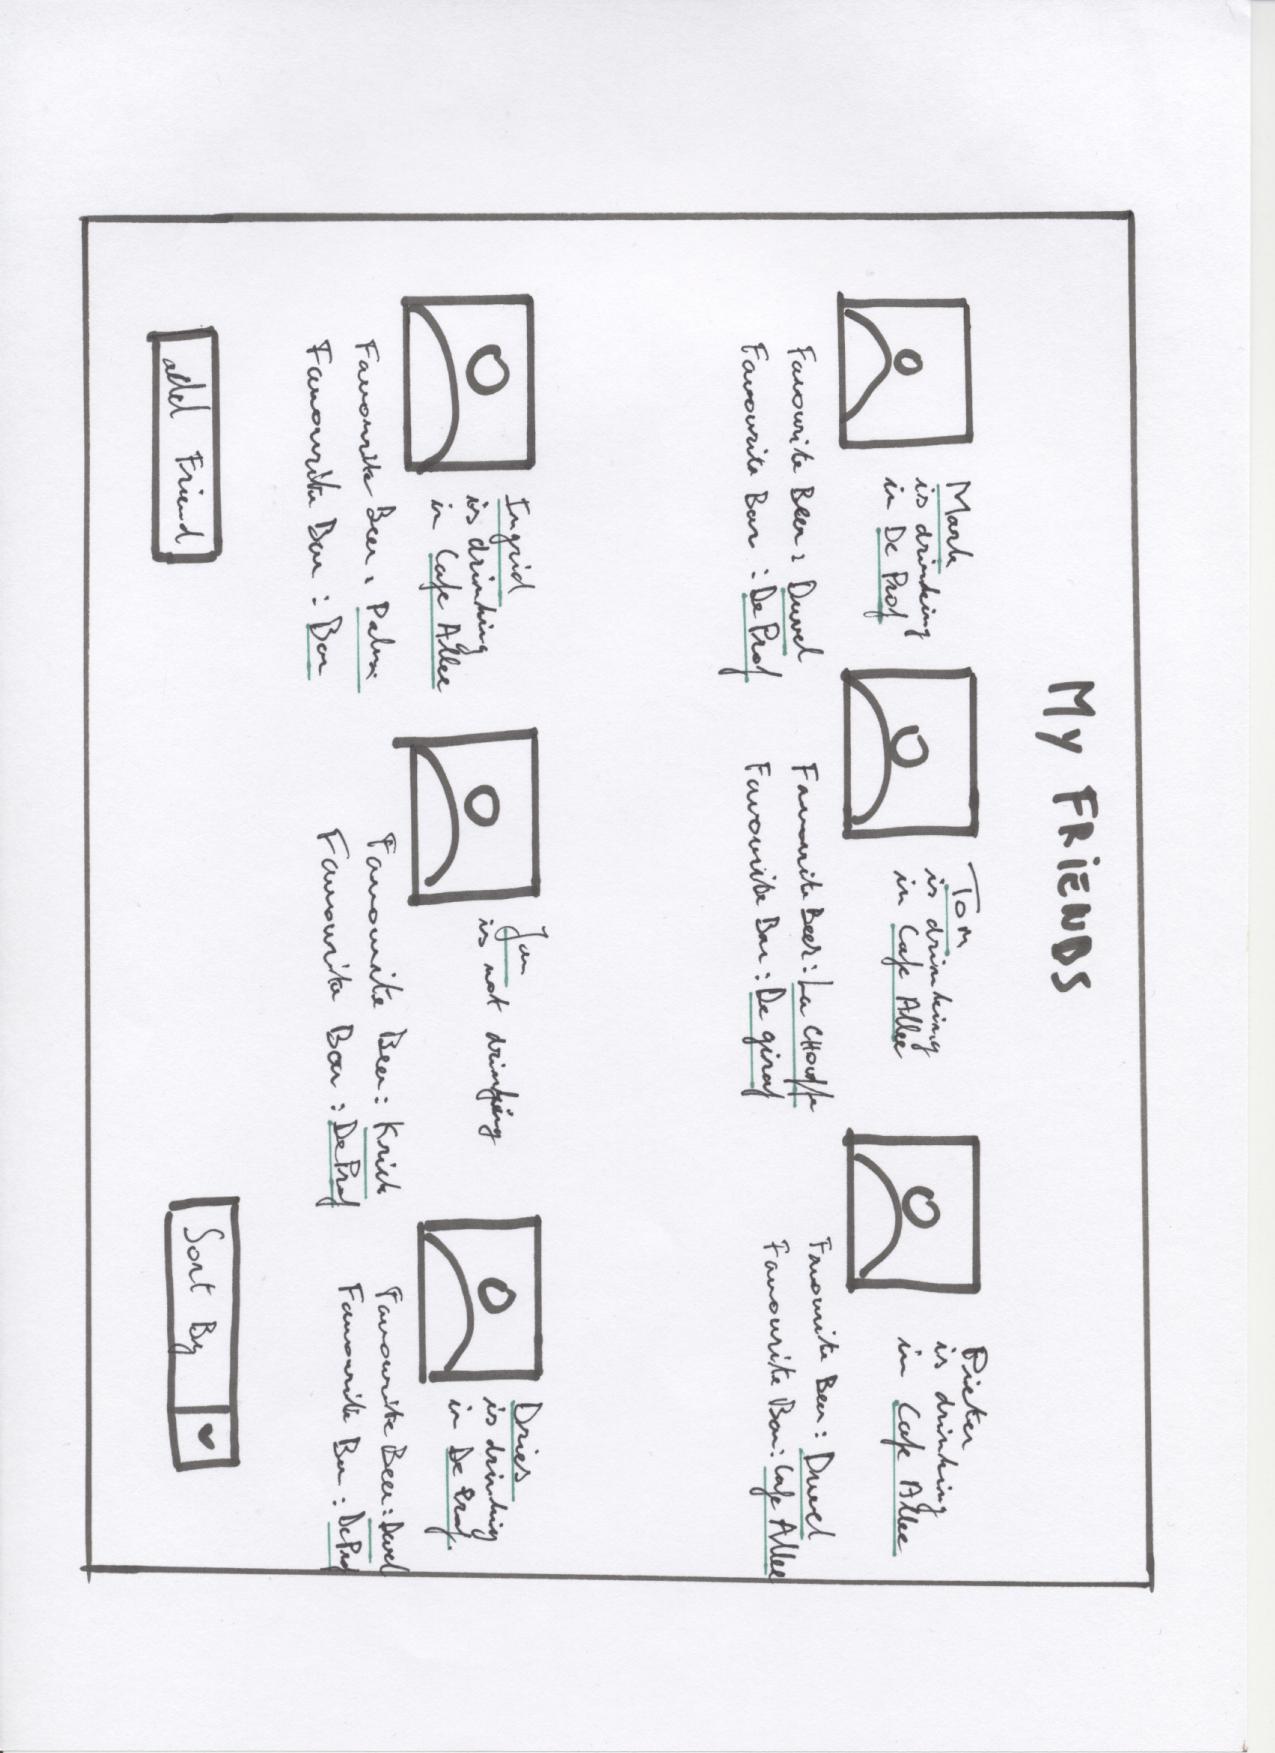 My FRiENDS
Mark
is drinking
in De Prof
Favourite Beer: Duvel
Favourite Bar: De Prof
Tom
is drinking
in Cafe Allee
Favourite Beer: La CHouffe
Favourite Bar: De giraf
Pieter
is drinking
in Cafe Allee
Favourite Beer: Duvel
Favourite Bar: Cafe Allee
Ingrid
is drinking
in Cafe Allee
Favourite Beer: Palm
Favourite Bar: Bar
Jan
is not drinking
Favourite Beer: Kriek
Favourite Bar: De Prof
Dries
is drinking
in De Prof
Favourite Beer: Duvel
Favourite Bar: De Prof
add Friend
Sort By